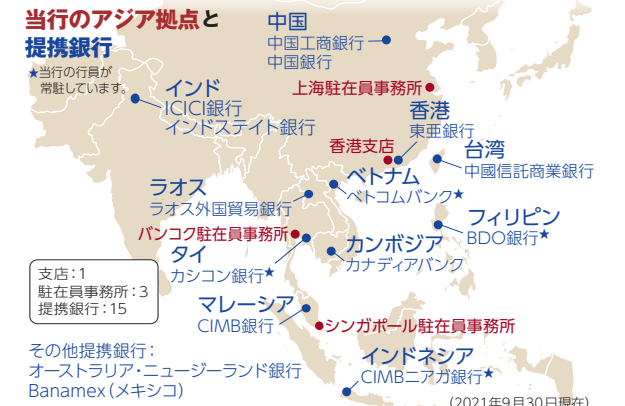 当行のアジア拠点と
提携銀行
★当行の行員が
常駐しています。
中国
中国工商銀行
中国銀行
上海駐在員事務所
インド
ICICI銀行
インドステイト銀行
香港
東亜銀行
香港支店
台湾
中國信託商業銀行
ベトナム
ベトコムバンク★
ラオス
ラオス外国貿易銀行
フィリピン
BDO銀行★
バンコク駐在員事務所
タイ
カシコン銀行★
カンボジア
カナディアバンク
支店：1
駐在員事務所：3
提携銀行：15
マレーシア
CIMB銀行
シンガポール駐在員事務所
インドネシア
CIMBニアガ銀行★
その他提携銀行：
オーストラリア・ニュージーランド銀行
Banamex（メキシコ）
（2021年9月30日現在）